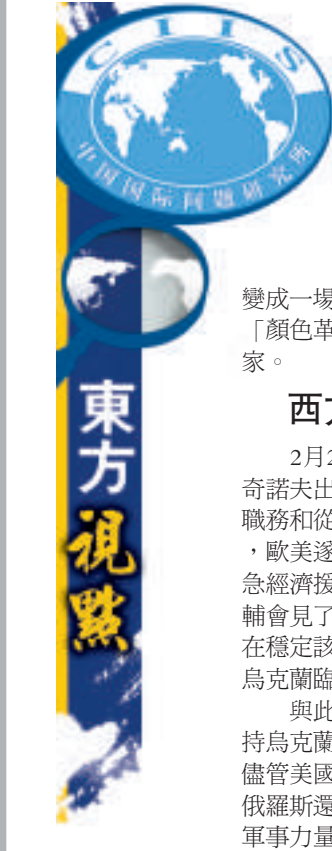 CIIS
中国国际问题研究所
東方視點
變成一場
「顏色革
家。
西方
2月2
奇諾夫出
職務和從
，歐美逐
急經濟援
輔會見了
在穩定該
烏克蘭臨
與此
持烏克蘭
儘管美國
俄羅斯還
軍事力量